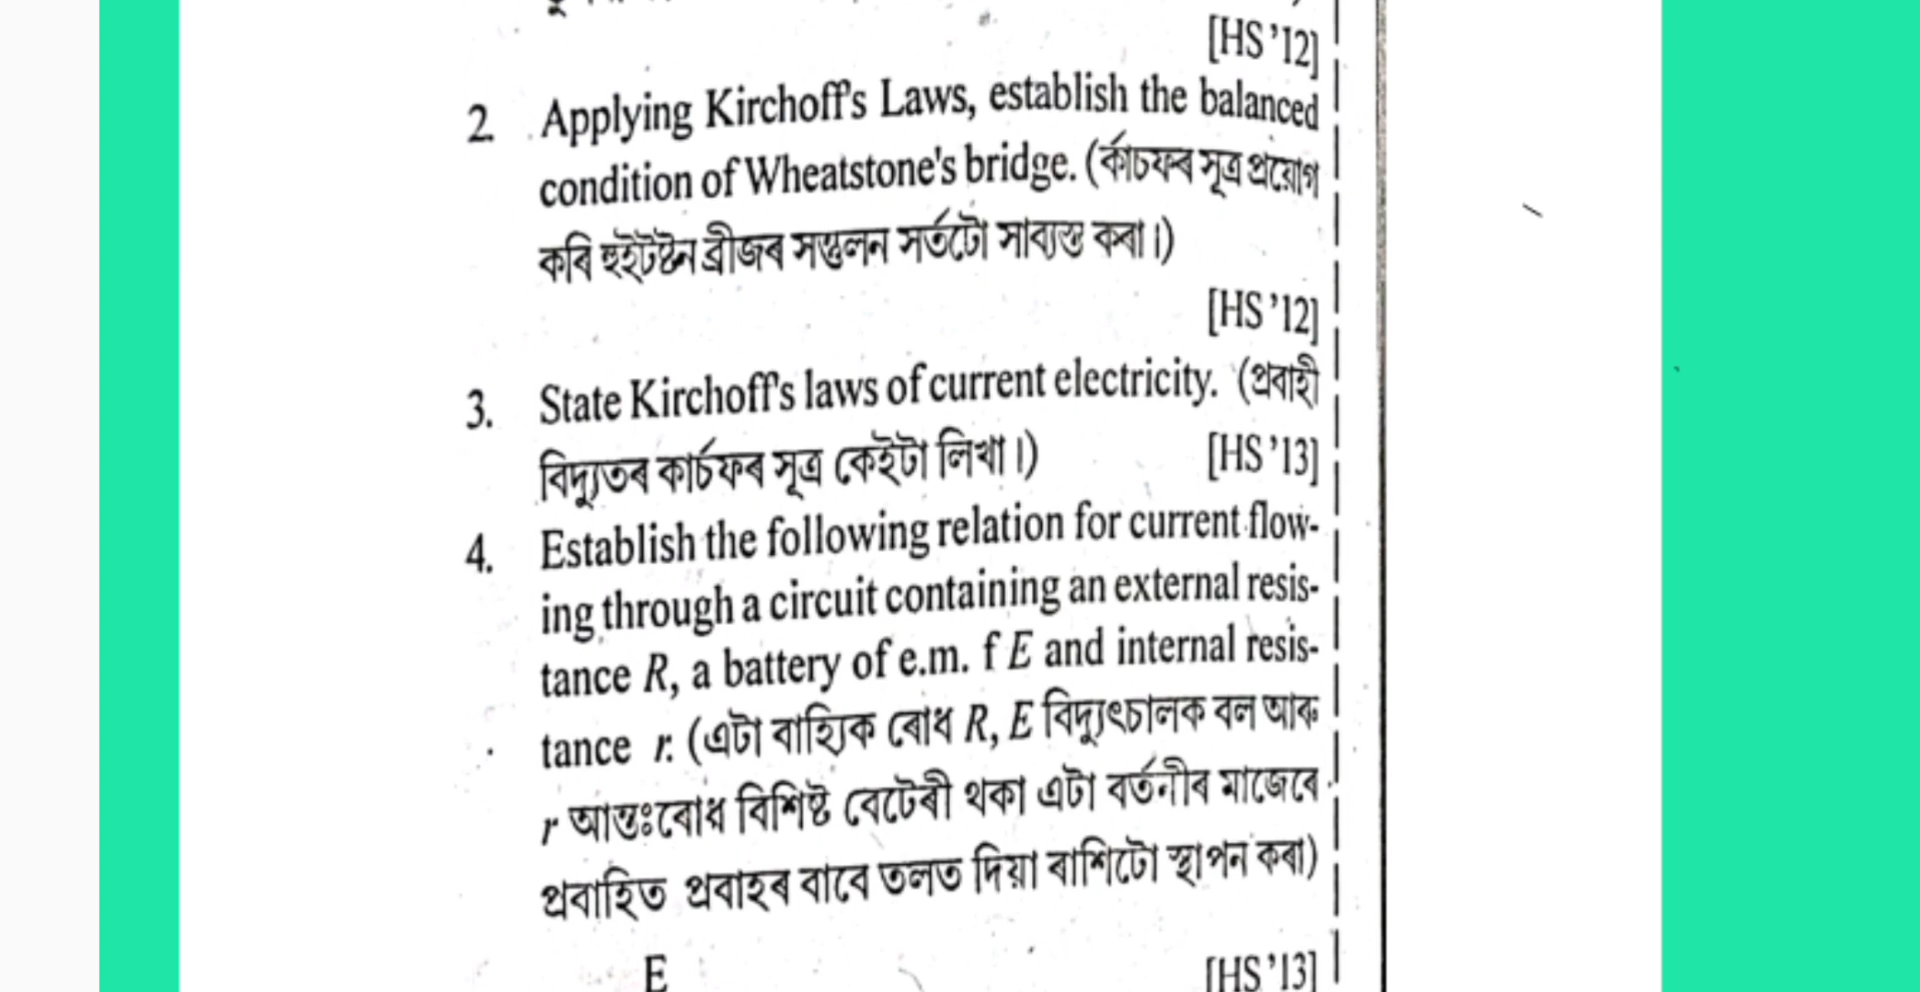 [HS ’12]
2. Applying Kirchoff's Laws, establish the balanced
condition of Wheatstone's bridge. (ৰ্কাচফৰ সূত্ৰ প্ৰয়োগ
কৰি হুইটষ্টন ব্ৰীজৰ সন্তুলন সৰ্তটো সাব্যস্ত কৰা।)
[HS ’12]
3. State Kirchoff's laws of current electricity. (প্ৰবাহী
বিদ্যুতৰ কাৰ্চফৰ সূত্ৰ কেইটা লিখা।) [HS ’13]
4. Establish the following relation for current flow-
ing through a circuit containing an external resis-
tance R, a battery of e.m. f E and internal resis-
tance r. (এটা বাহ্যিক ৰোধ R, E বিদ্যুৎচালক বল আৰু
r আন্তঃৰোধ বিশিষ্ট বেটেৰী থকা এটা বৰ্তনীৰ মাজেৰে
প্ৰবাহিত প্ৰবাহৰ বাবে তলত দিয়া ৰাশিটো স্থাপন কৰা)
E [HS ’13]